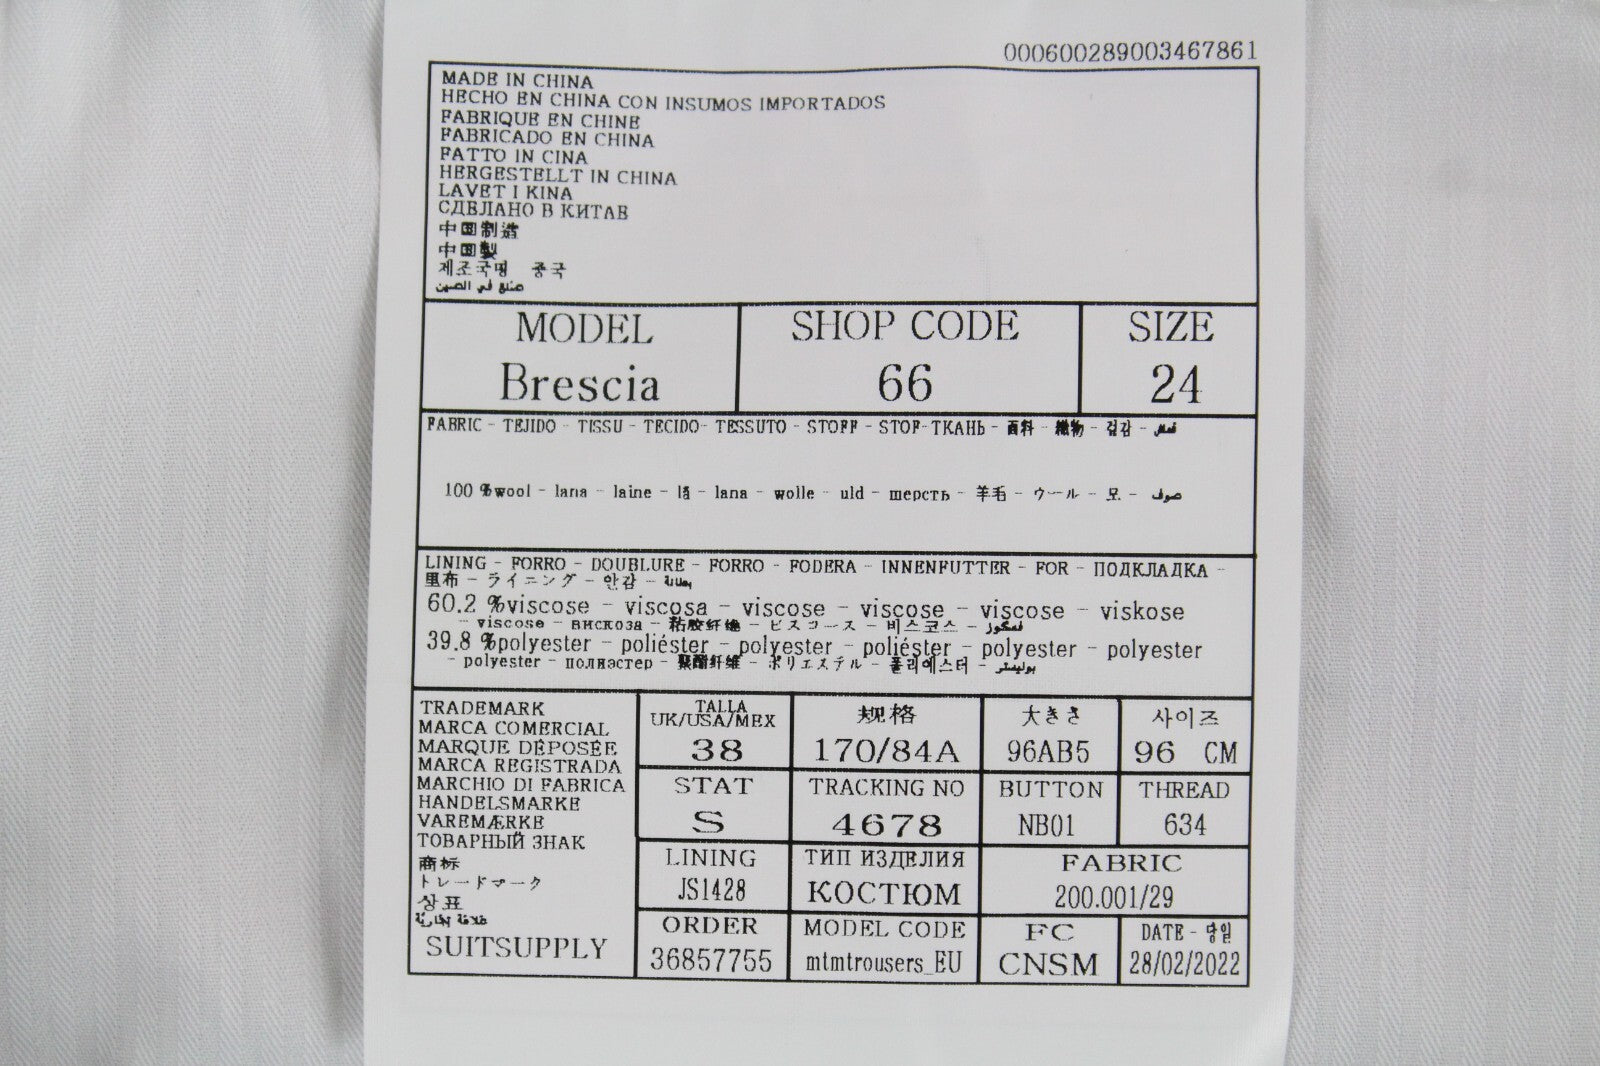 000600289003467861
MADE IN CHINA
HECHO EN CHINA CON INSUMOS IMPORTADOS
FABRIQUE EN CHINE
FABRICADO EN CHINA
FATTO IN CINA
HERGESTELLT IN CHINA
LAVET I KINA
СДЕЛАНО В КИТАЕ
中国制造
中国製
제조국명 중국
صنع في الصين
MODEL SHOP CODE SIZE
Brescia 66 24
FABRIC - TEJIDO - TISSU - TECIDO- TESSUTO - STOFF - STOF-ТКАНЬ - 面料 - 織物 - 겉감 - قماش
100 %wool - lana - laine - lã - lana - wolle - uld - шерсть - 羊毛 - ウール - 모 - صوف
LINING - FORRO - DOUBLURE - FORRO - FODERA - INNENFUTTER - FOR - ПОДКЛАДКА -
里布 - ライニング - 안감 - بطانة
60.2 %viscose - viscosa - viscose - viscose - viscose - viskose
- viscose - вискоза - 粘胶纤维 - ビスコース - 비스코스 - فسكوز
39.8 %polyester - poliéster - polyester - poliéster - polyester - polyester
- polyester - полиэстер - 聚酯纤维 - ポリエステル - 폴리에스터 - بوليستر
TRADEMARK
MARCA COMERCIAL
MARQUE DÉPOSÉE
MARCA REGISTRADA
MARCHIO DI FABRICA
HANDELSMARKE
VAREMÆRKE
ТОВАРНЫЙ ЗНАК
商标
トレードマーク
상표
علامة تجارية
SUITSUPPLY
TALLA
UK/USA/MEX 规格 大きさ 사이즈
38 170/84A 96AB5 96 CM
STAT TRACKING NO BUTTON THREAD
S 4678 NB01 634
LINING ТИП ИЗДЕЛИЯ FABRIC
JS1428 КОСТЮМ 200.001/29
ORDER MODEL CODE FC DATE - 당일
36857755 mtmtrousers_EU CNSM 28/02/2022